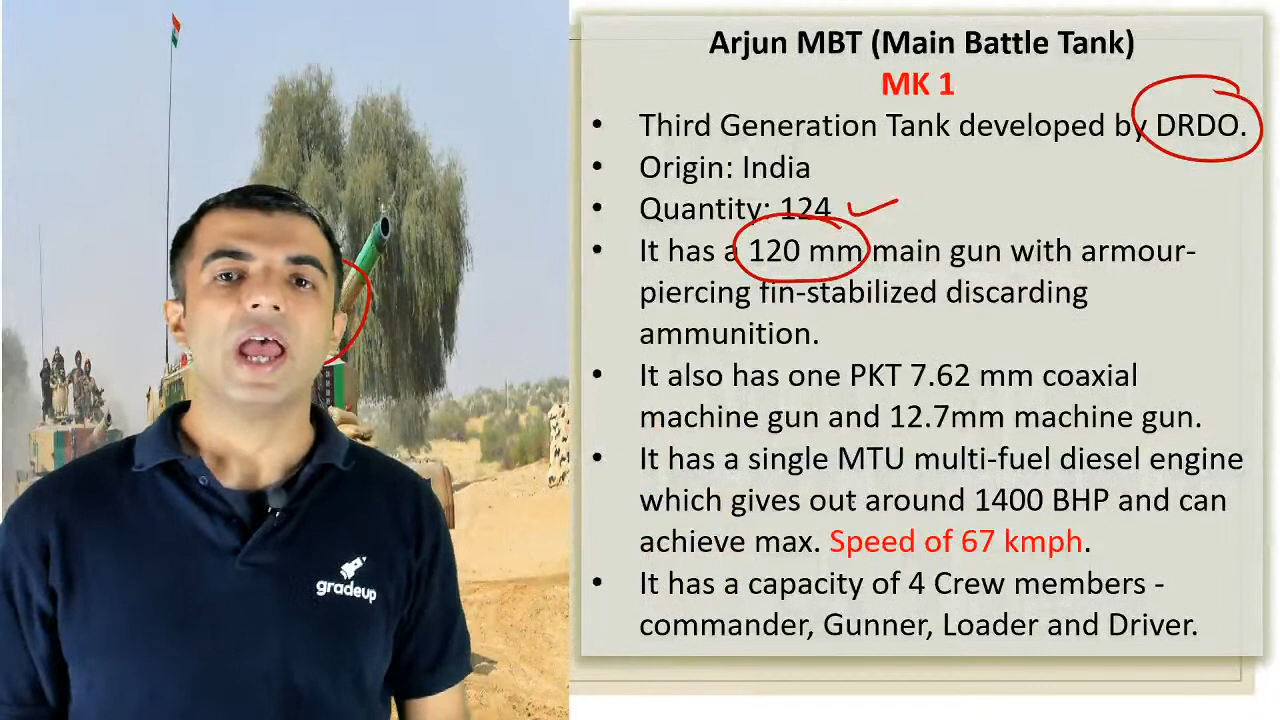 Arjun MBT (Main Battle Tank)
MK 1
• Third Generation Tank developed by DRDO.
• Origin: India
• Quantity: 124
• It has a 120 mm main gun with armour-
piercing fin-stabilized discarding
ammunition.
• It also has one PKT 7.62 mm coaxial
machine gun and 12.7mm machine gun.
• It has a single MTU multi-fuel diesel engine
which gives out around 1400 BHP and can
achieve max. Speed of 67 kmph.
• It has a capacity of 4 Crew members -
commander, Gunner, Loader and Driver.
gradeup